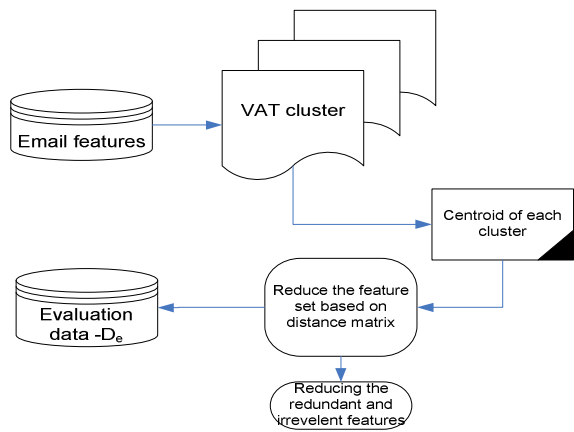 VAT cluster
Email features
Centroid of each
cluster
Reduce the feature
set based on
distance matrix
Evaluation
data -De
Reducing the
redundant and
irrevelent features